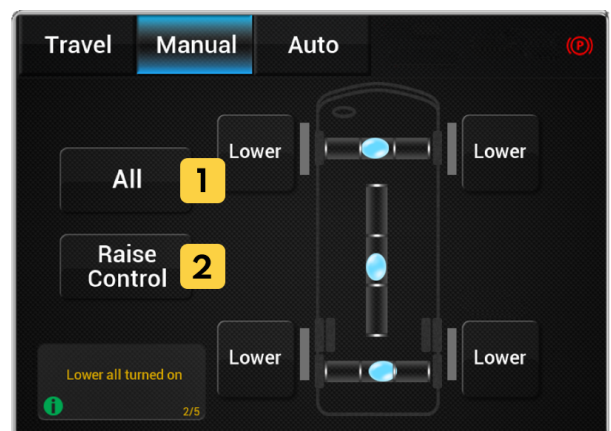 Travel
Manual
Auto
(P)
Lower
Lower
All
1
Raise
Control
2
Lower
Lower
Lower all turned on
i
2/5